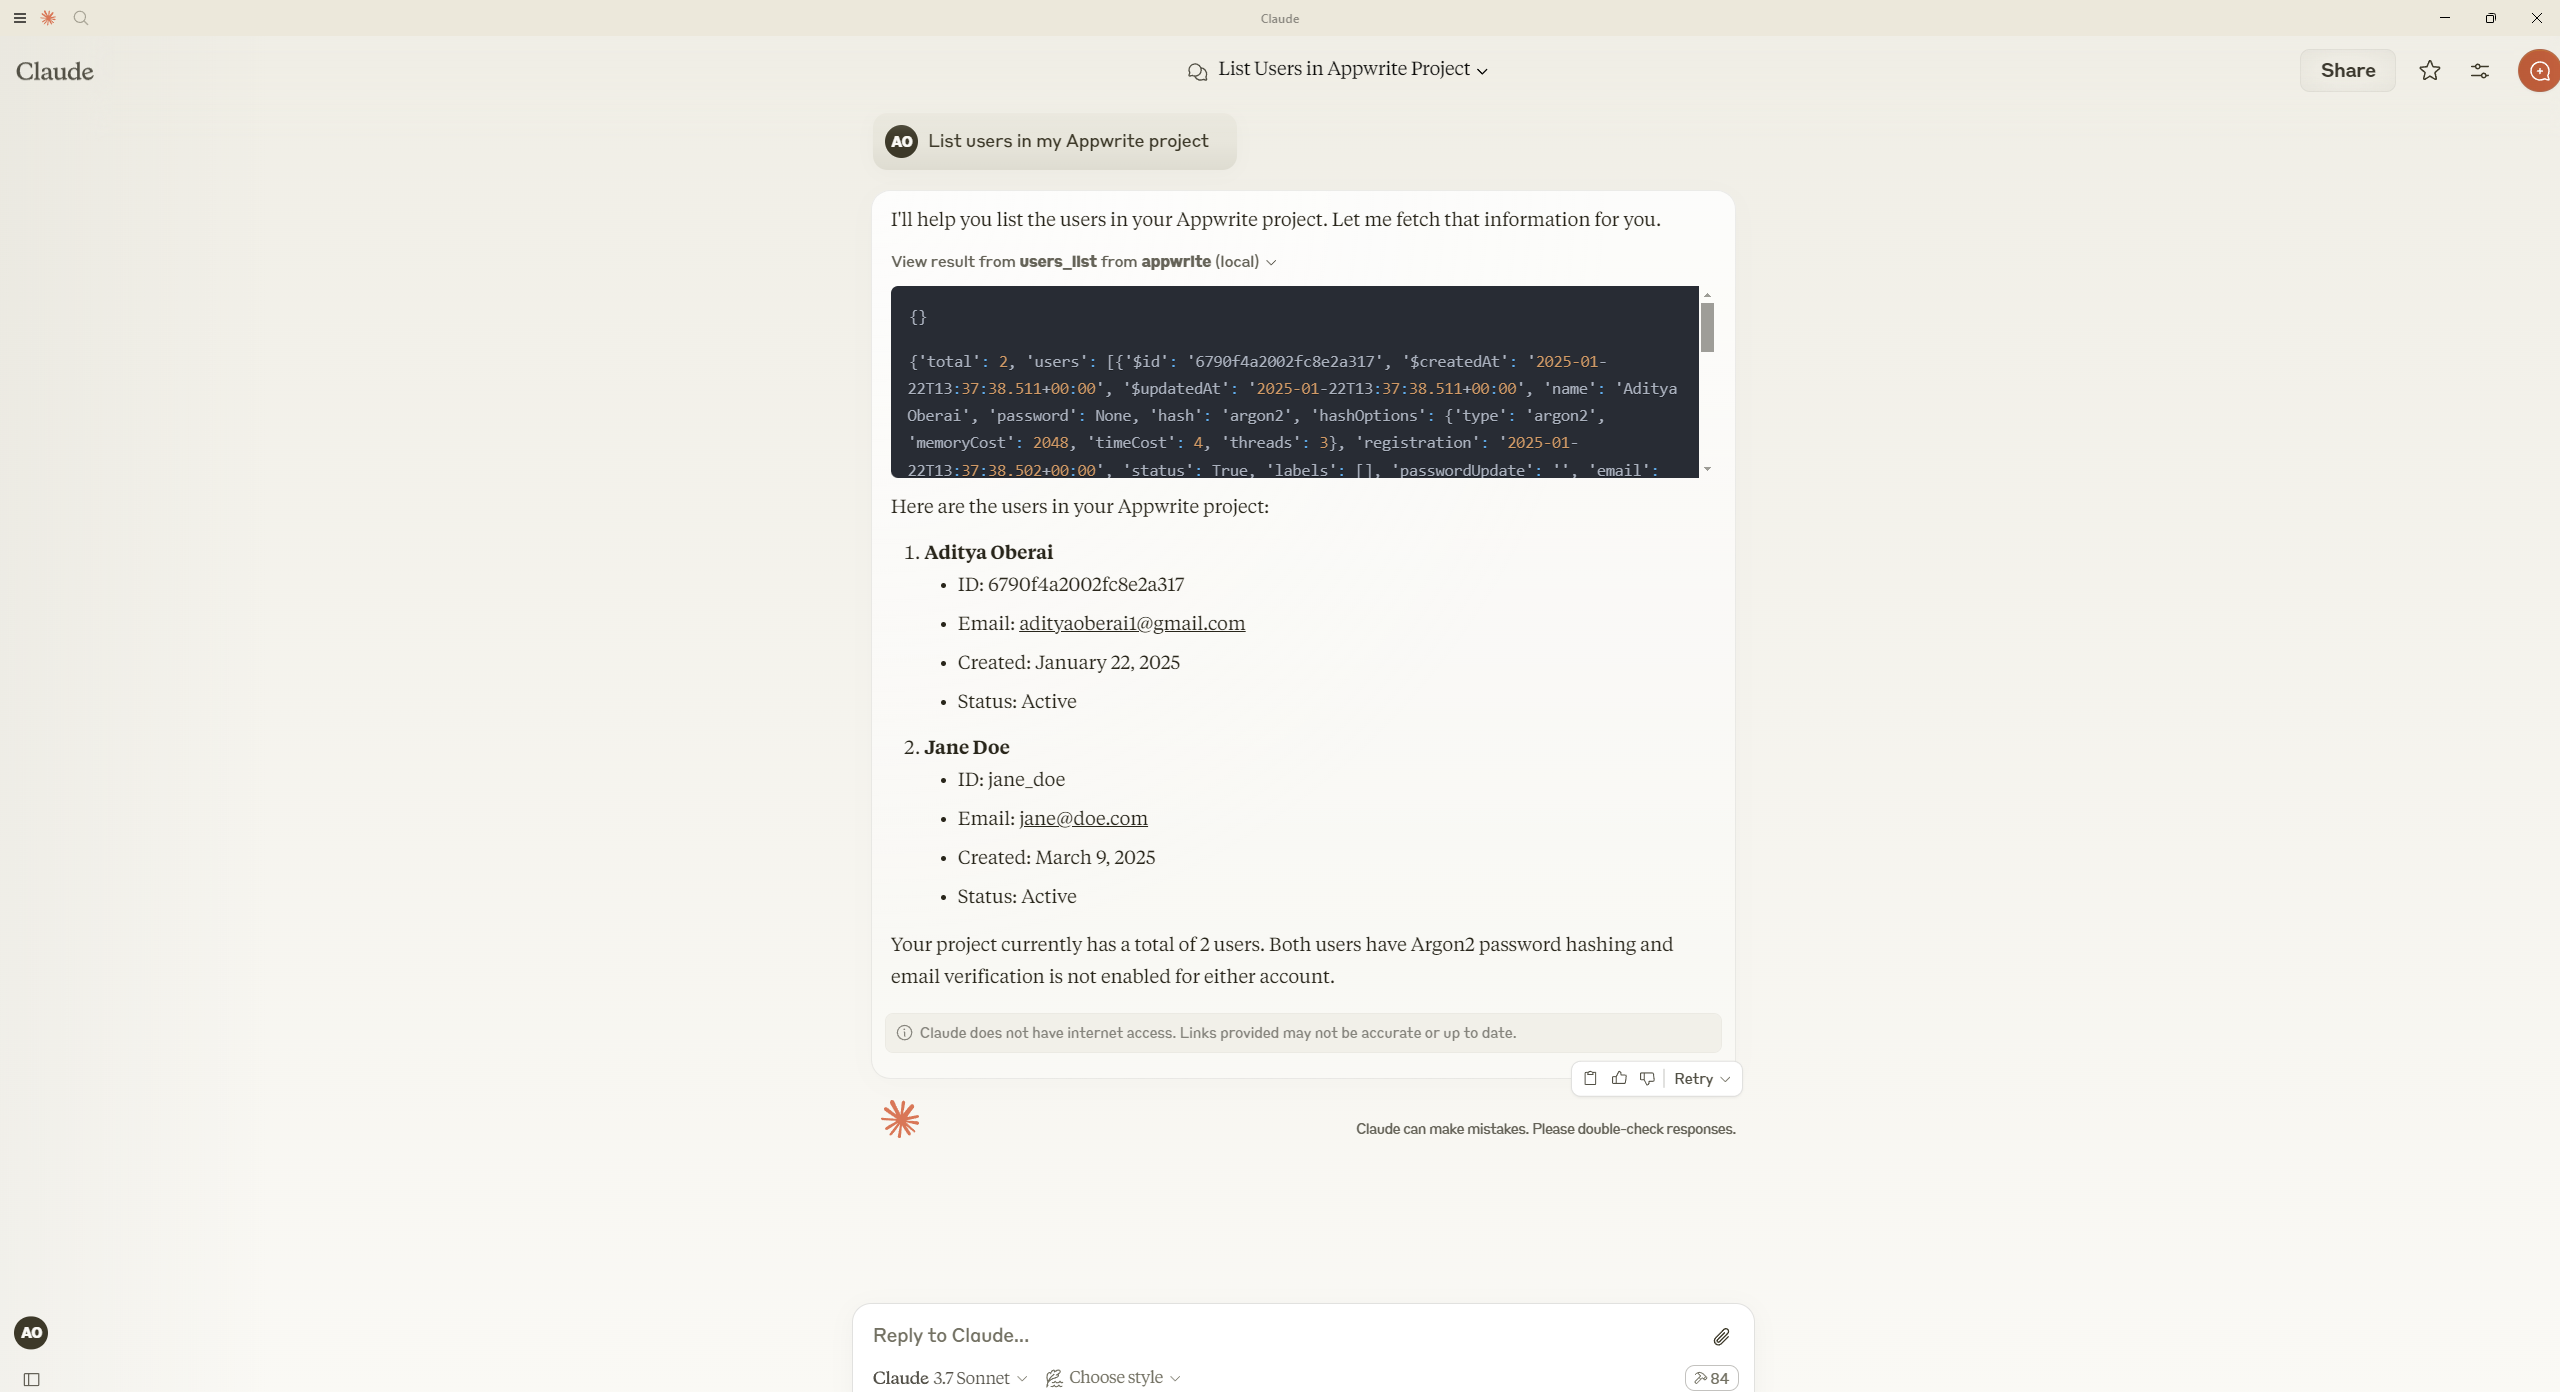 Claude
Claude
List Users in Appwrite Project
Share
AO List users in my Appwrite project
I'll help you list the users in your Appwrite project. Let me fetch that information for you.
View result from users_list from appwrite (local)
{}
{'total': 2, 'users': [{'$id': '6790f4a2002fc8e2a317', '$createdAt': '2025-01-
22T13:37:38.511+00:00', '$updatedAt': '2025-01-22T13:37:38.511+00:00', 'name': 'Aditya
Oberai', 'password': None, 'hash': 'argon2', 'hashOptions': {'type': 'argon2',
'memoryCost': 2048, 'timeCost': 4, 'threads': 3}, 'registration': '2025-01-
22T13:37:38.502+00:00', 'status': True, 'labels': [], 'passwordUpdate': '', 'email':
Here are the users in your Appwrite project:
1. Aditya Oberai
• ID: 6790f4a2002fc8e2a317
• Email: adityaoberai1@gmail.com
• Created: January 22, 2025
• Status: Active
2. Jane Doe
• ID: jane_doe
• Email: jane@doe.com
• Created: March 9, 2025
• Status: Active
Your project currently has a total of 2 users. Both users have Argon2 password hashing and
email verification is not enabled for either account.
Claude does not have internet access. Links provided may not be accurate or up to date.
Retry
Claude can make mistakes. Please double-check responses.
AO
Reply to Claude...
Claude 3.7 Sonnet Choose style 84